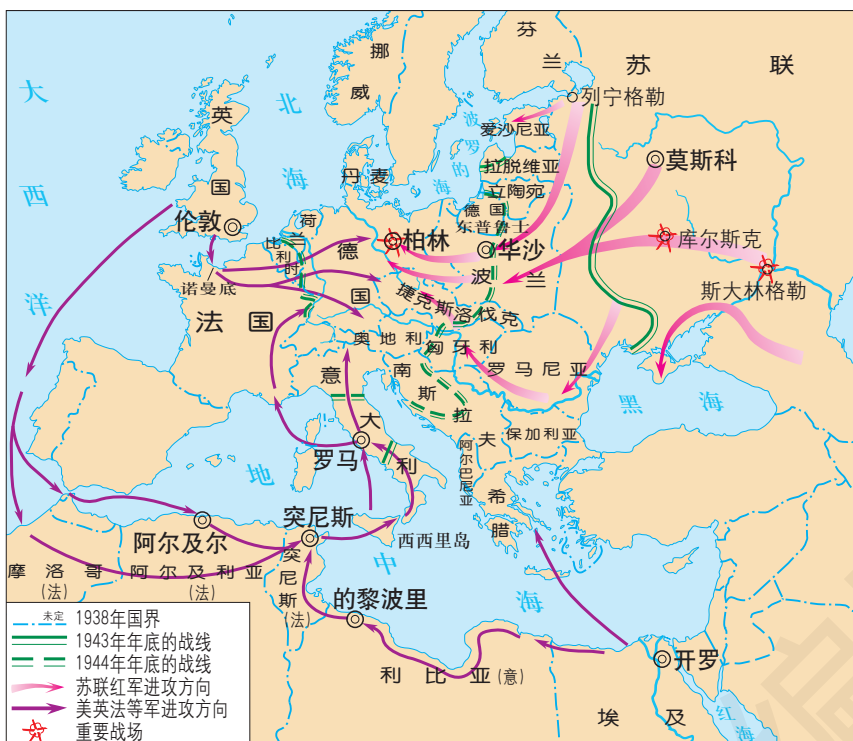 大西洋
北海
挪威
芬兰
苏联
列宁格勒
波罗的海
爱沙尼亚
英国
拉脱维亚
莫斯科
丹麦
立陶宛
德国
东普鲁士
伦敦
荷兰
柏林
华沙
库尔斯克
比利时
德国
波兰
斯大林格勒
诺曼底
捷克斯洛伐克
法国
奥地利
匈牙利
罗马尼亚
意大利
南斯拉夫
黑海
保加利亚
罗马
阿尔巴尼亚
地中海
希腊
突尼斯
西西里岛
阿尔及尔
摩洛哥
(法)
阿尔及利亚
(法)
突尼斯(法)
的黎波里
利比亚(意)
开罗
埃及
红海
未定 1938年国界
1943年年底的战线
1944年年底的战线
苏联红军进攻方向
美英法等军进攻方向
重要战场